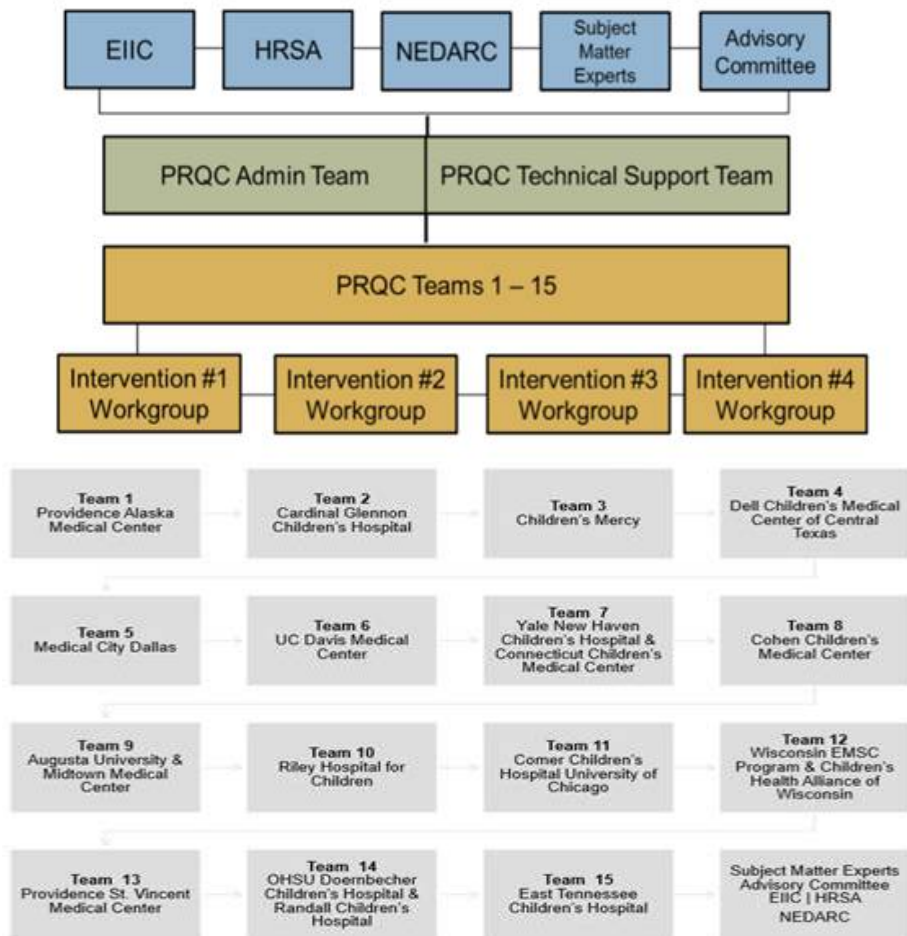 EIIC
HRSA
NEDARC
Subject
Matter
Experts
Advisory
Committee
PRQC Admin Team
PRQC Technical Support Team
PRQC Teams 1 – 15
Intervention #1
Workgroup
Intervention #2
Workgroup
Intervention #3
Workgroup
Intervention #4
Workgroup
Team 1
Providence Alaska
Medical Center
Team 2
Cardinal Glennon
Children's Hospital
Team 3
Children's Mercy
Team 4
Dell Children's Medical
Center of Central
Texas
Team 5
Medical City Dallas
Team 6
UC Davis Medical
Center
Team 7
Yale New Haven
Children's Hospital &
Connecticut Children's
Medical Center
Team 8
Cohen Children's
Medical Center
Team 9
Augusta University &
Midtown Medical
Center
Team 10
Riley Hospital for
Children
Team 11
Comer Children's
Hospital University of
Chicago
Team 12
Wisconsin EMSC
Program & Children's
Health Alliance of
Wisconsin
Team 13
Providence St. Vincent
Medical Center
Team 14
OHSU Doernbecher
Children's Hospital &
Randall Children's
Hospital
Team 15
East Tennessee
Children's Hospital
Subject Matter Experts
Advisory Committee
EIIC | HRSA
NEDARC